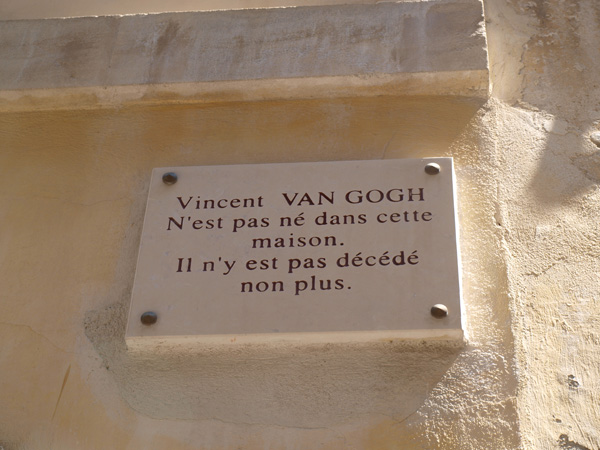 Vincent VAN GOGH
N'est pas né dans cette
maison.
Il n'y est pas décédé
non plus.